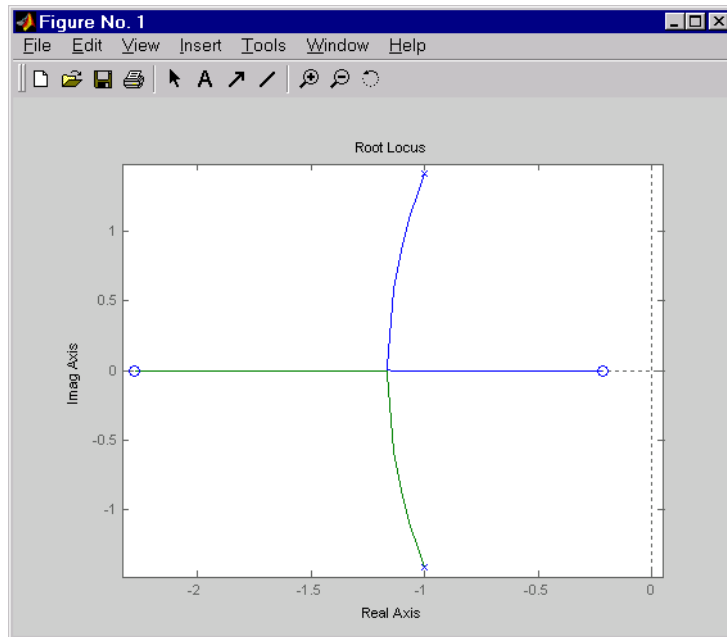 Figure No. 1
File Edit View Insert Tools Window Help
A
Root Locus
1
0.5
0
-0.5
-1
Imag Axis
-2 -1.5 -1 -0.5 0
Real Axis